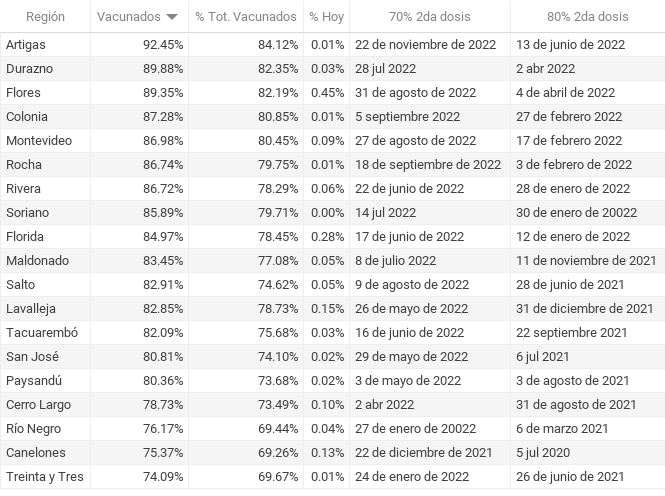 Región Vacunados % Tot. Vacunados % Hoy 70% 2da dosis 80% 2da dosis
Artigas 92.45% 84.12% 0.01% 22 de noviembre de 2022 13 de junio de 2022
Durazno 89.88% 82.35% 0.03% 28 jul 2022 2 abr 2022
Flores 89.35% 82.19% 0.45% 31 de agosto de 2022 4 de abril de 2022
Colonia 87.28% 80.85% 0.01% 5 septiembre 2022 27 de febrero 2022
Montevideo 86.98% 80.45% 0.09% 27 de agosto de 2022 17 de febrero 2022
Rocha 86.74% 79.75% 0.01% 18 de septiembre de 2022 3 de febrero de 2022
Rivera 86.72% 78.29% 0.06% 22 de junio de 2022 28 de enero de 2022
Soriano 85.89% 79.71% 0.00% 14 jul 2022 30 de enero de 20022
Florida 84.97% 78.45% 0.28% 17 de junio de 2022 12 de enero de 2022
Maldonado 83.45% 77.08% 0.05% 8 de julio 2022 11 de noviembre de 2021
Salto 82.91% 74.62% 0.05% 9 de agosto de 2022 28 de junio de 2021
Lavalleja 82.85% 78.73% 0.15% 26 de mayo de 2022 31 de diciembre de 2021
Tacuarembó 82.09% 75.68% 0.03% 16 de junio de 2022 22 septiembre 2021
San José 80.81% 74.10% 0.02% 29 de mayo de 2022 6 jul 2021
Paysandú 80.36% 73.68% 0.02% 3 de mayo de 2022 3 de agosto de 2021
Cerro Largo 78.73% 73.49% 0.10% 2 abr 2022 31 de agosto de 2021
Río Negro 76.17% 69.44% 0.04% 27 de enero de 20022 6 de marzo 2021
Canelones 75.37% 69.26% 0.13% 22 de diciembre de 2021 5 jul 2020
Treinta y Tres 74.09% 69.67% 0.01% 24 de enero de 2022 26 de junio de 2021